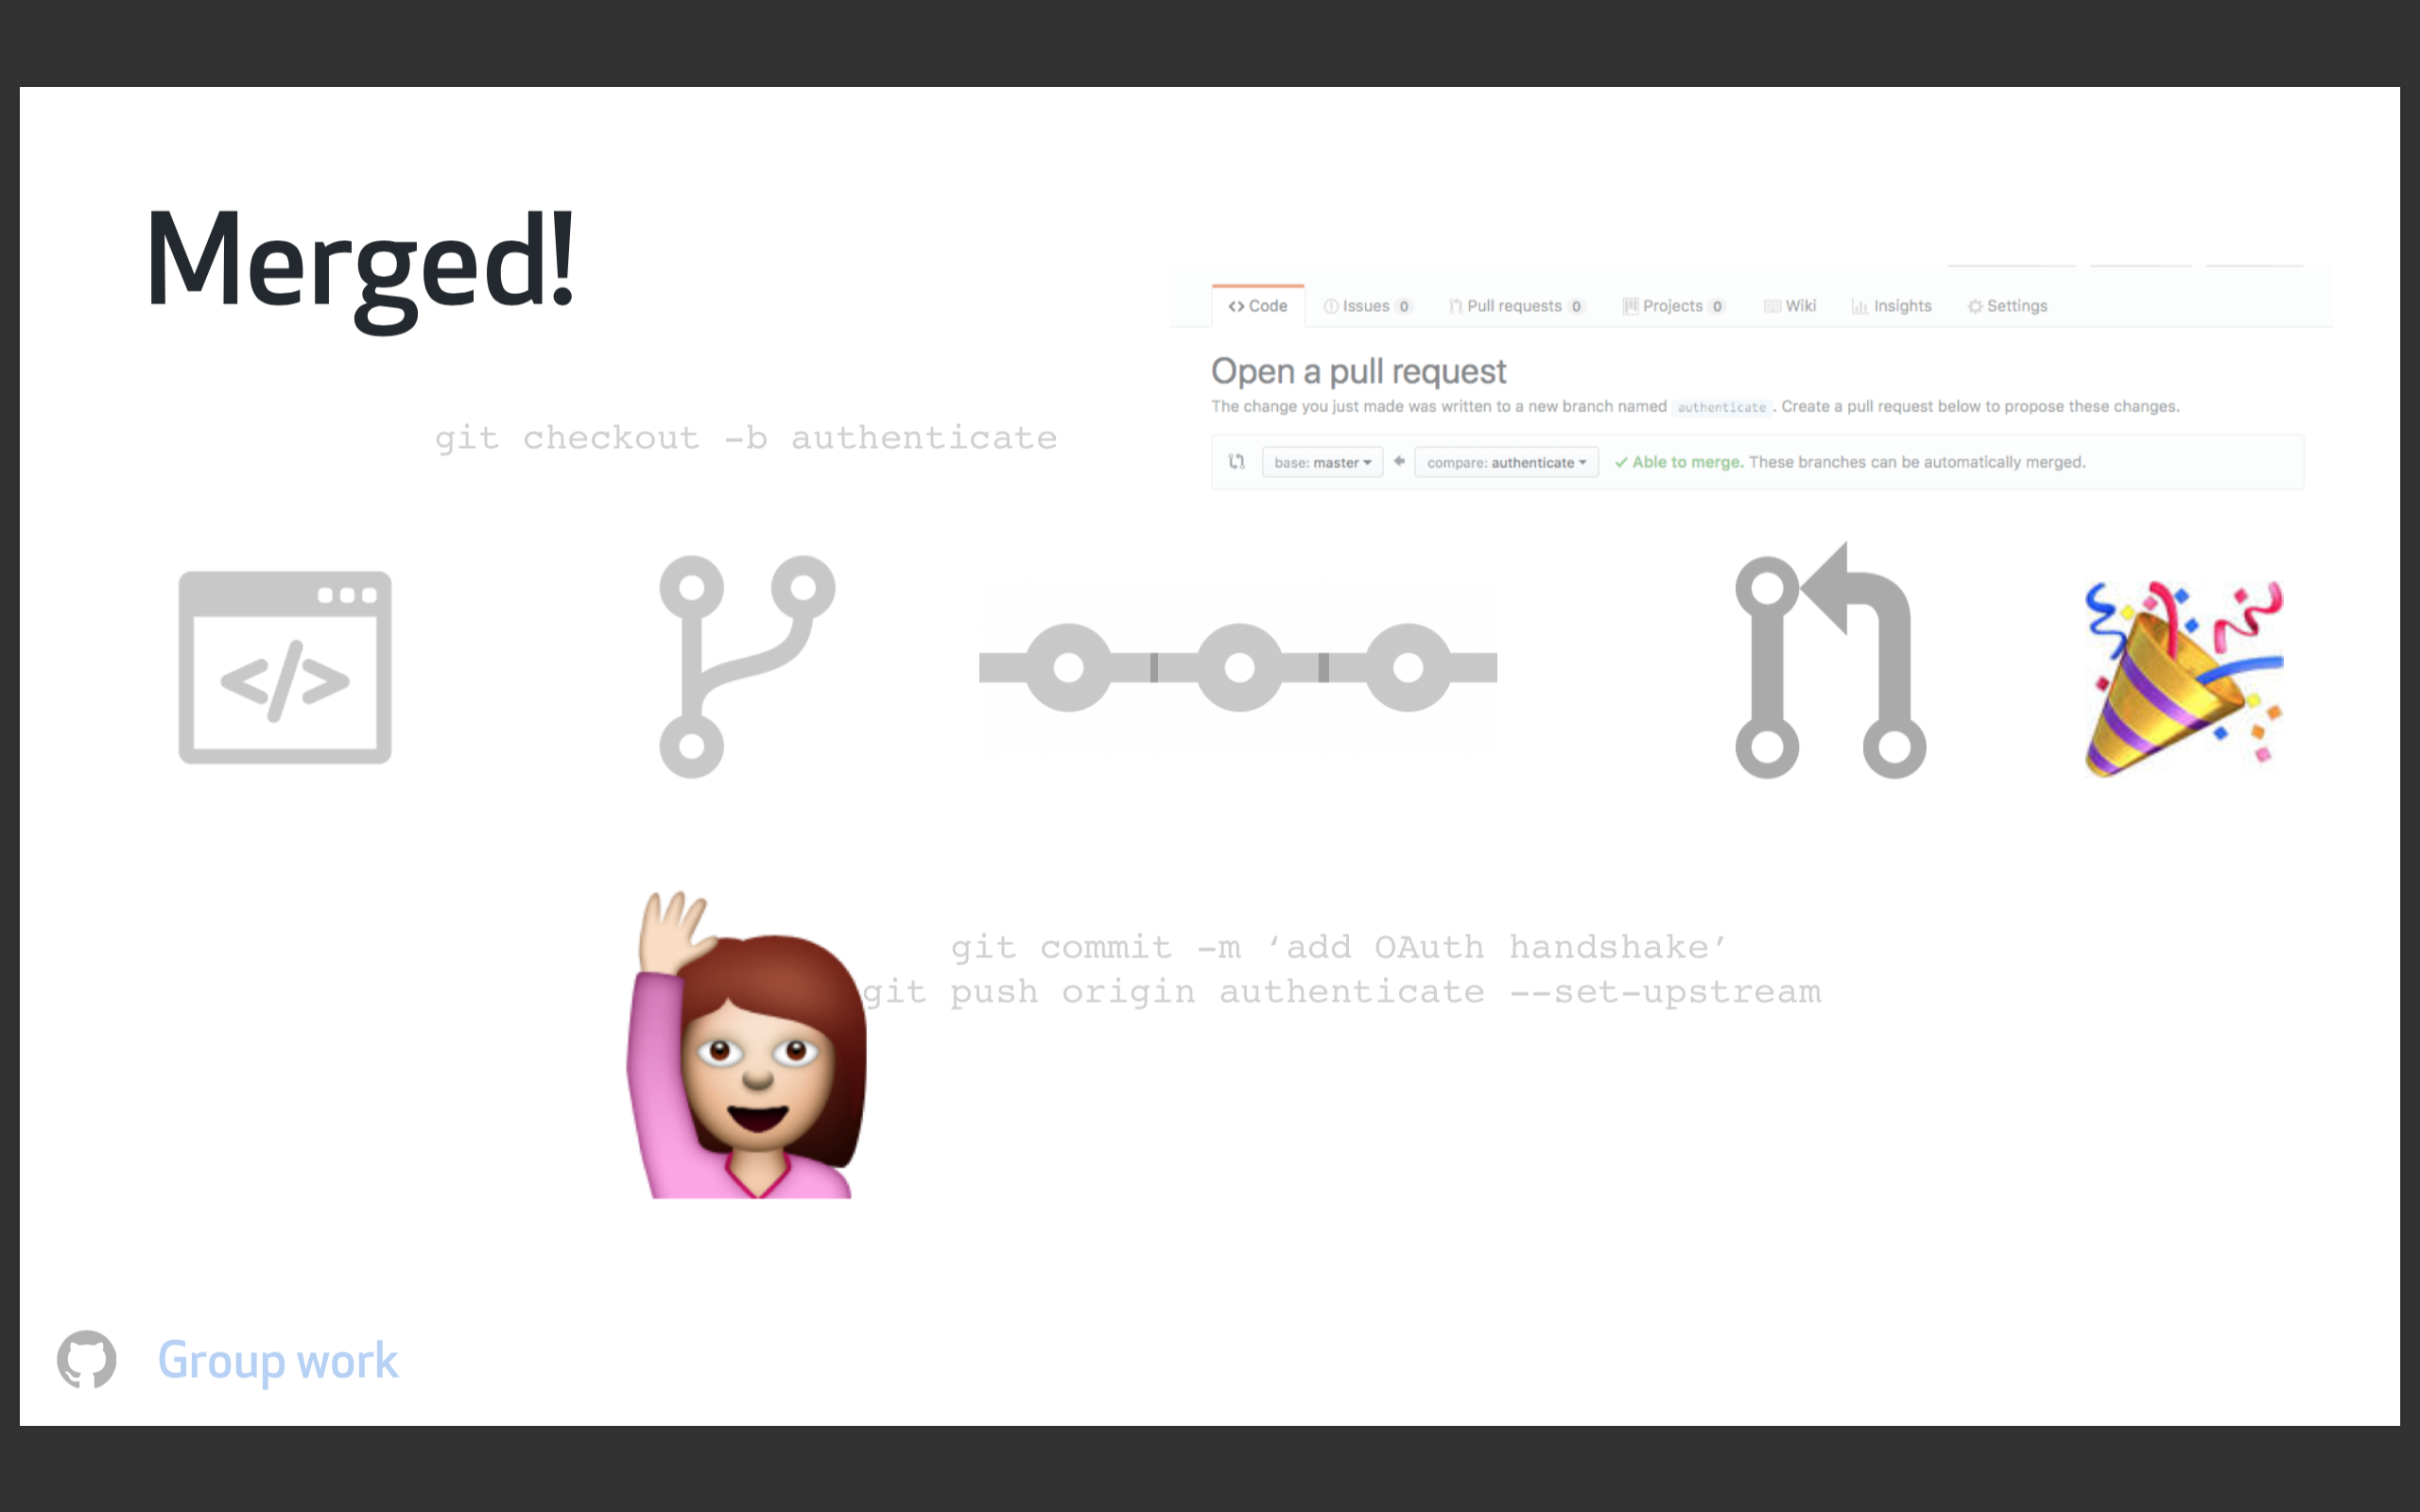 Merged!
Code Issues 0 Pull requests 0 Projects 0 Wiki Insights Settings
Open a pull request
The change you just made was written to a new branch named authenticate. Create a pull request below to propose these changes.
git checkout -b authenticate
base: master compare: authenticate Able to merge. These branches can be automatically merged.
</>
git commit -m ‘add OAuth handshake’
git push origin authenticate --set-upstream
Group work